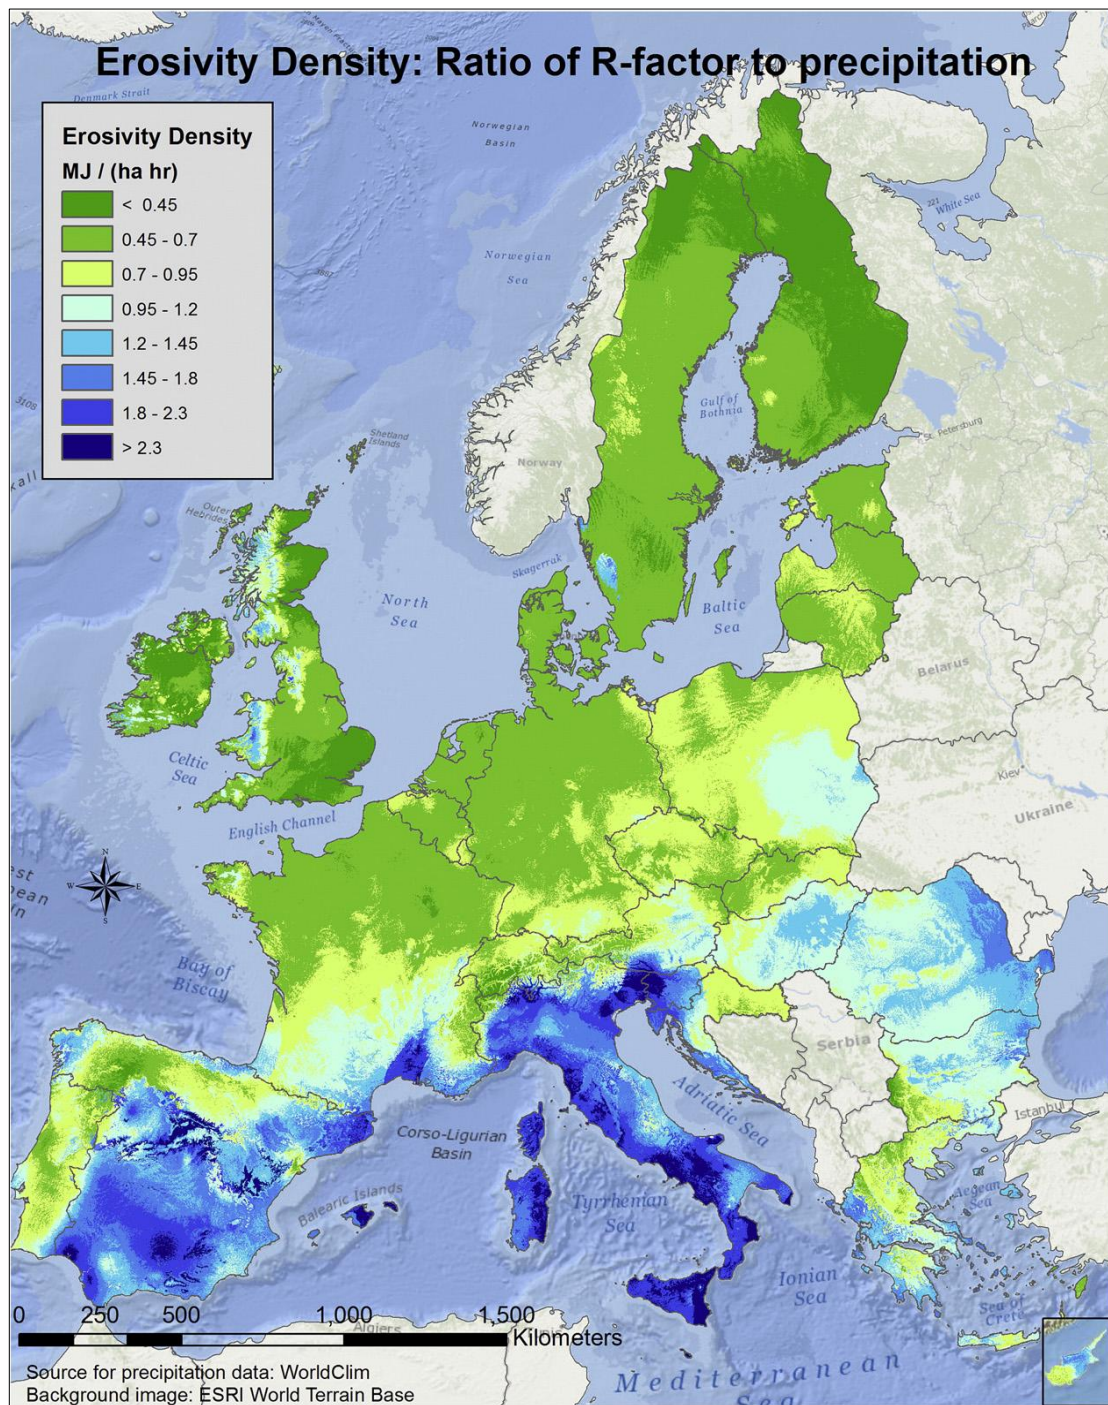 Erosivity Density: Ratio of R-factor to precipitation
Denmark Strait
Erosivity Density
MJ / (ha hr)
< 0.45
0.45 - 0.7
0.7 - 0.95
0.95 - 1.2
1.2 - 1.45
1.45 - 1.8
1.8 - 2.3
> 2.3
Norwegian
Basin
Norwegian
Sea
221
White Sea
3108
Shetland
Islands
Norway
Gulf of
Bothnia
St. Petersburg
Outer
Hebrides
Skagerrak
North
Sea
Baltic
Sea
Belarus
Celtic
Sea
English Channel
Kiev
Ukraine
N
W
E
S
Bay of
Biscay
Serbia
Adriatic Sea
Istanbul
Corso-Ligurian
Basin
Balearic Islands
Tyrrhenian
Sea
Aegean
Sea
Ionian
Sea
Sea of
Crete
0
250
500
1,000
1,500
Kilometers
Algiers
Mediterranean
Sea
Source for precipitation data: WorldClim
Background image: ESRI World Terrain Base